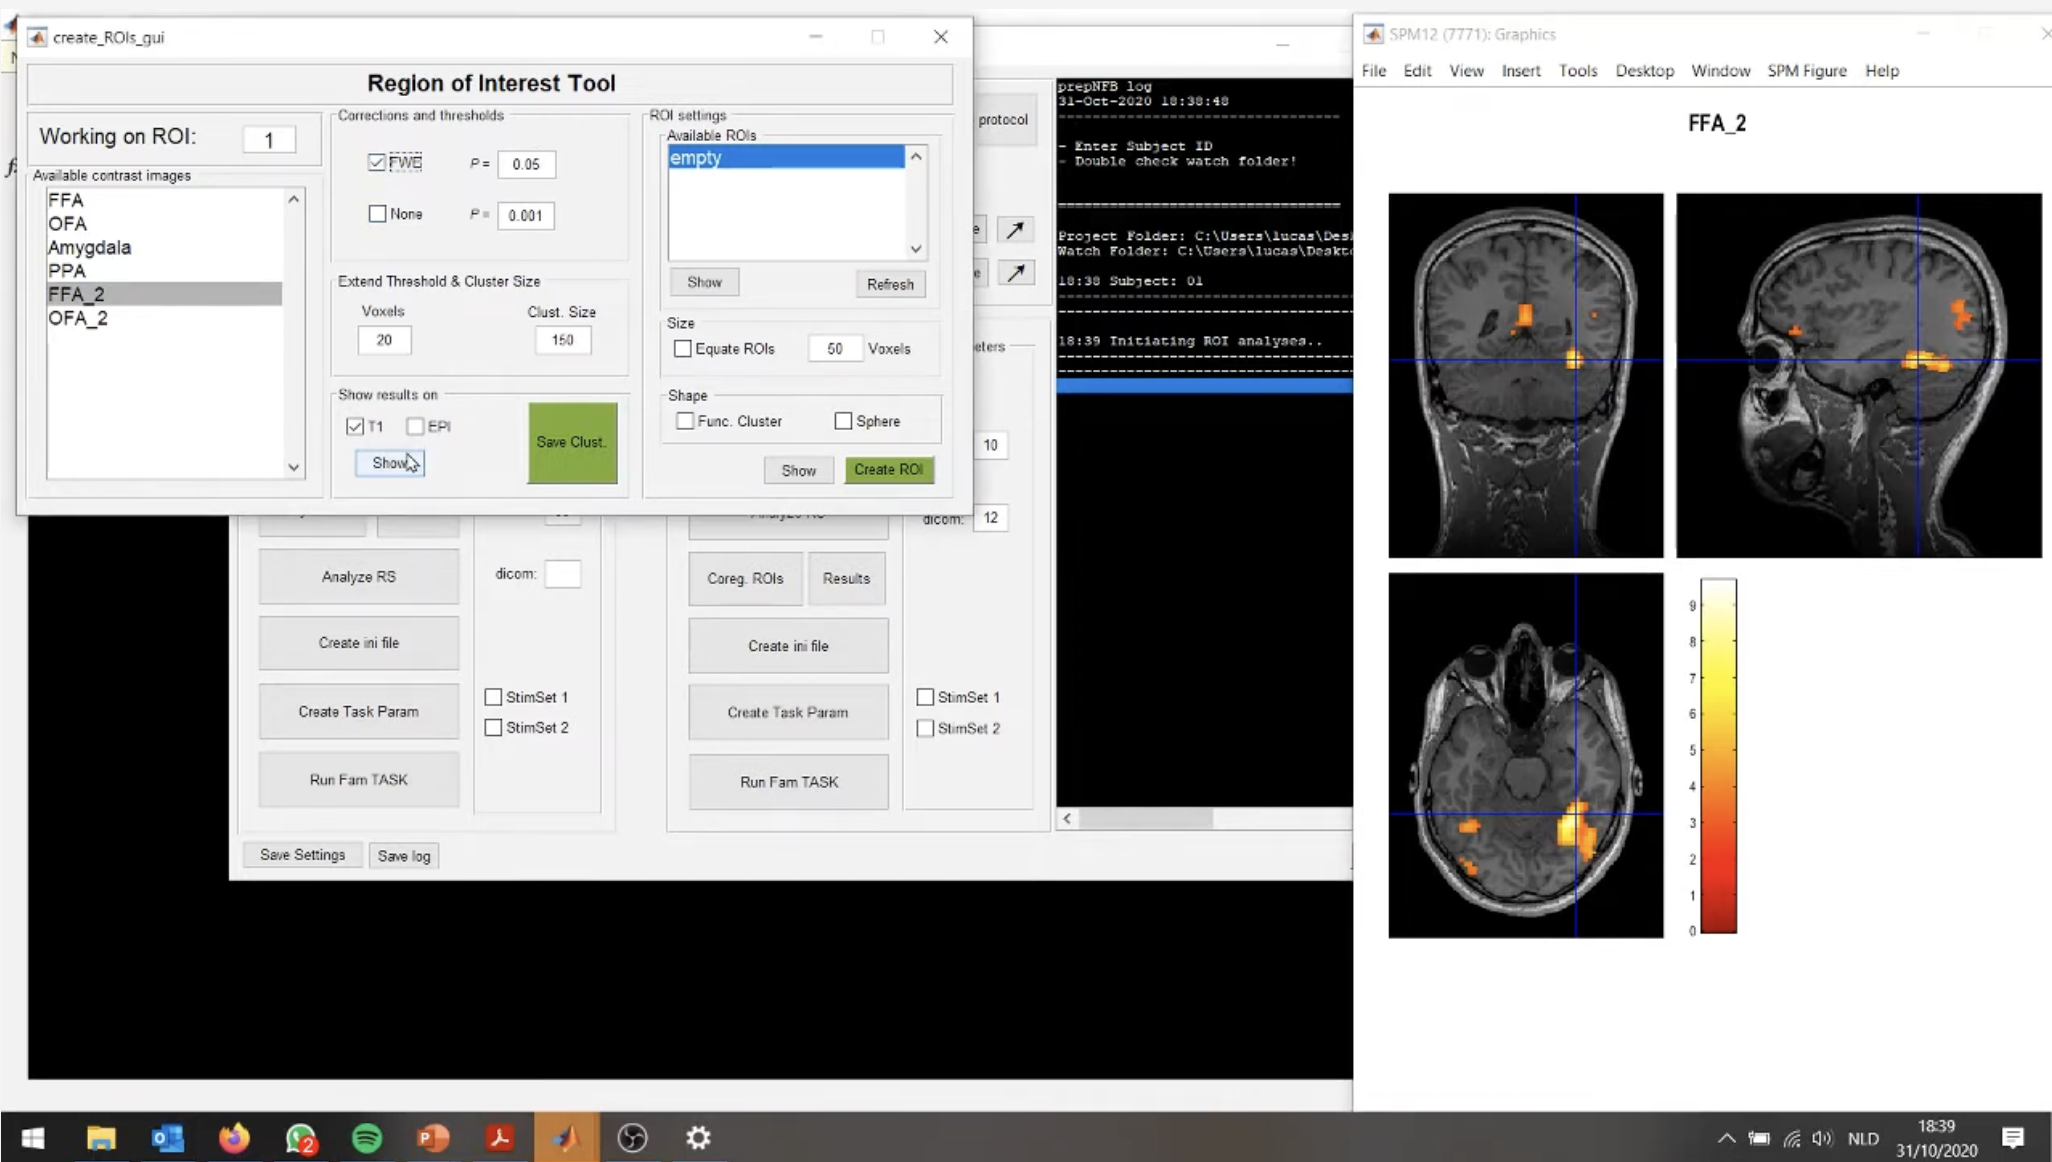 create_ROIs_gui
Region of Interest Tool
Working on ROI: 1
Available contrast images
FFA
OFA
Amygdala
PPA
FFA_2
OFA_2
Corrections and thresholds
FWE P = 0.05
None P = 0.001
Extend Threshold & Cluster Size
Voxels Clust. Size
20 150
Show results on
T1 EPI
Show
Save Clust.
ROI settings
Available ROIs
empty
Show Refresh
Size
Equate ROIs 50 Voxels
Shape
Func. Cluster Sphere
Show Create ROI
protocol
eters
10
dicom: 12
Analyze RS
dicom:
Create ini file
Create Task Param
StimSet 1
StimSet 2
Run Fam TASK
Coreg. ROIs Results
Create ini file
Create Task Param
StimSet 1
StimSet 2
Run Fam TASK
Save Settings Save log
prepNFB log
31-Oct-2020 18:38:48
- Enter Subject ID
- Double check watch folder!
Project Folder: C:\Users\lucas\Des
Watch Folder: C:\Users\lucas\Deskt
18:38 Subject: 01
18:39 Initiating ROI analyses..
SPM12 (7771): Graphics
File Edit View Insert Tools Desktop Window SPM Figure Help
FFA_2
9
8
7
6
5
4
3
2
1
0
2
NLD
18:39
31/10/2020